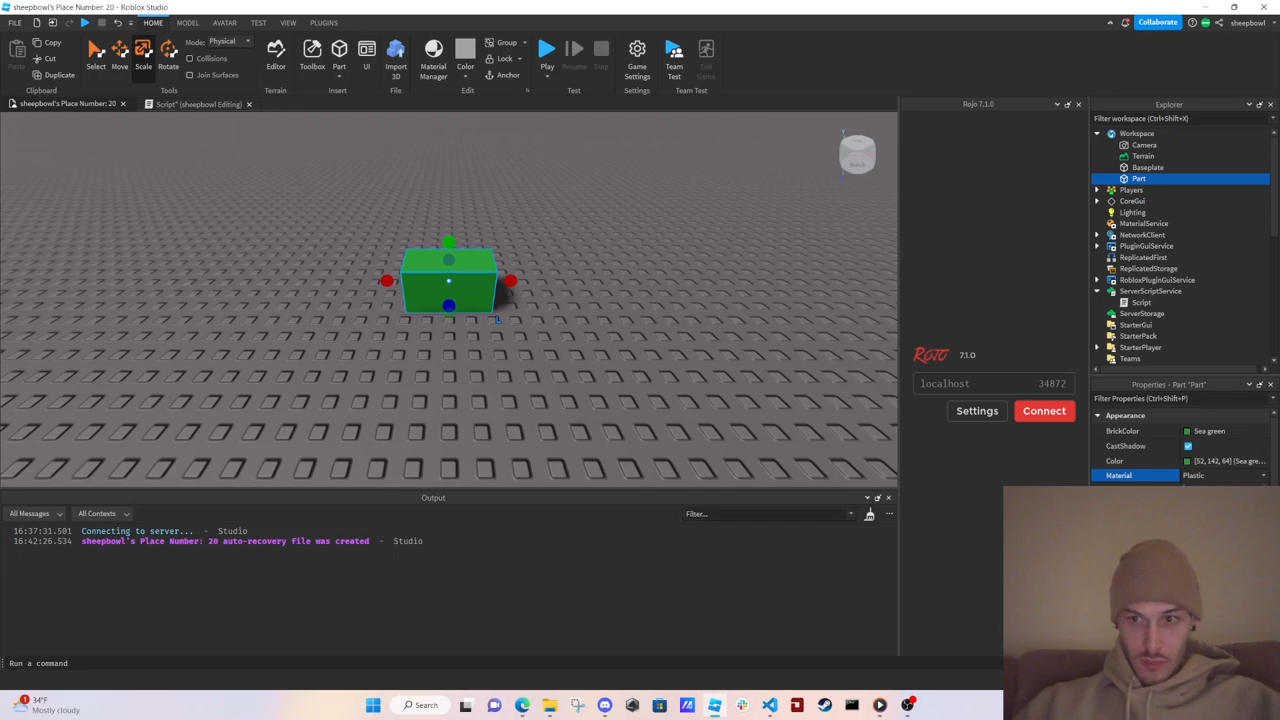 sheepbowl's Place Number: 20 - Roblox Studio
FILE HOME MODEL AVATAR TEST VIEW PLUGINS Collaborate sheepbowl
Paste Copy Cut Duplicate Clipboard
Select Move Scale Rotate Mode: Physical Collisions Join Surfaces Tools
Editor Terrain
Toolbox Part UI Insert
Import 3D File
Material Manager Color Group Lock Anchor Edit
Play Resume Stop Test
Game Settings Settings
Team Test Exit Game Team Test
sheepbowl's Place Number: 20 Script* (sheepbowl Editing)
Back
Rojo 7.1.0
ROJO 7.1.0
localhost 34872
Settings Connect
Explorer
Filter workspace (Ctrl+Shift+X)
Workspace
Camera
Terrain
Baseplate
Part
Players
CoreGui
Lighting
MaterialService
NetworkClient
PluginGuiService
ReplicatedFirst
ReplicatedStorage
RobloxPluginGuiService
ServerScriptService
Script
ServerStorage
StarterGui
StarterPack
StarterPlayer
Teams
Properties - Part "Part"
Filter Properties (Ctrl+Shift+P)
Appearance
BrickColor Sea green
CastShadow
Color [52, 142, 64] (Sea gre...
Material Plastic
Output
All Messages All Contexts Filter...
16:37:31.501 Connecting to server... - Studio
16:42:26.534 sheepbowl's Place Number: 20 auto-recovery file was created - Studio
Run a command
1 34°F
Mostly cloudy
Search